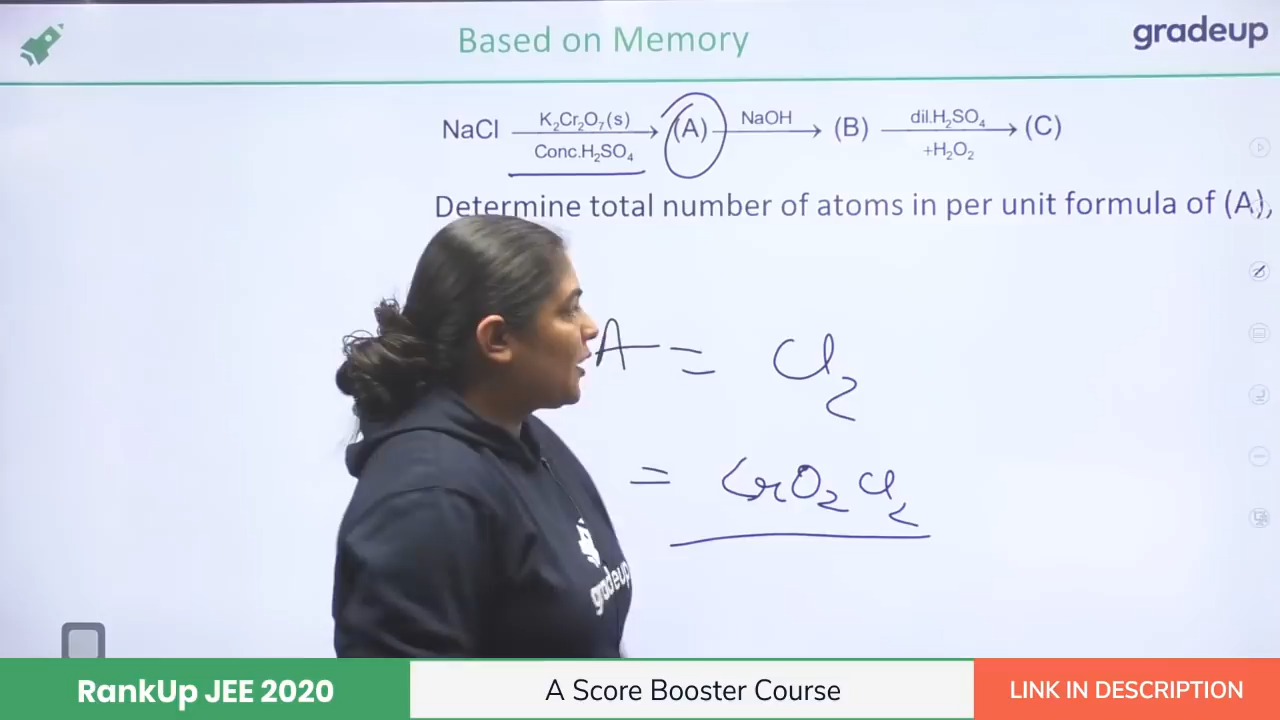 Based on Memory
gradeup
NaCl K₂Cr₂O₇(s) Conc.H₂SO₄ (A) NaOH (B) dil.H₂SO₄ +H₂O₂ (C)
Determine total number of atoms in per unit formula of (A),
A = Cl₂
= CrO₂Cl₂
gradeup
RankUp JEE 2020
A Score Booster Course
LINK IN DESCRIPTION